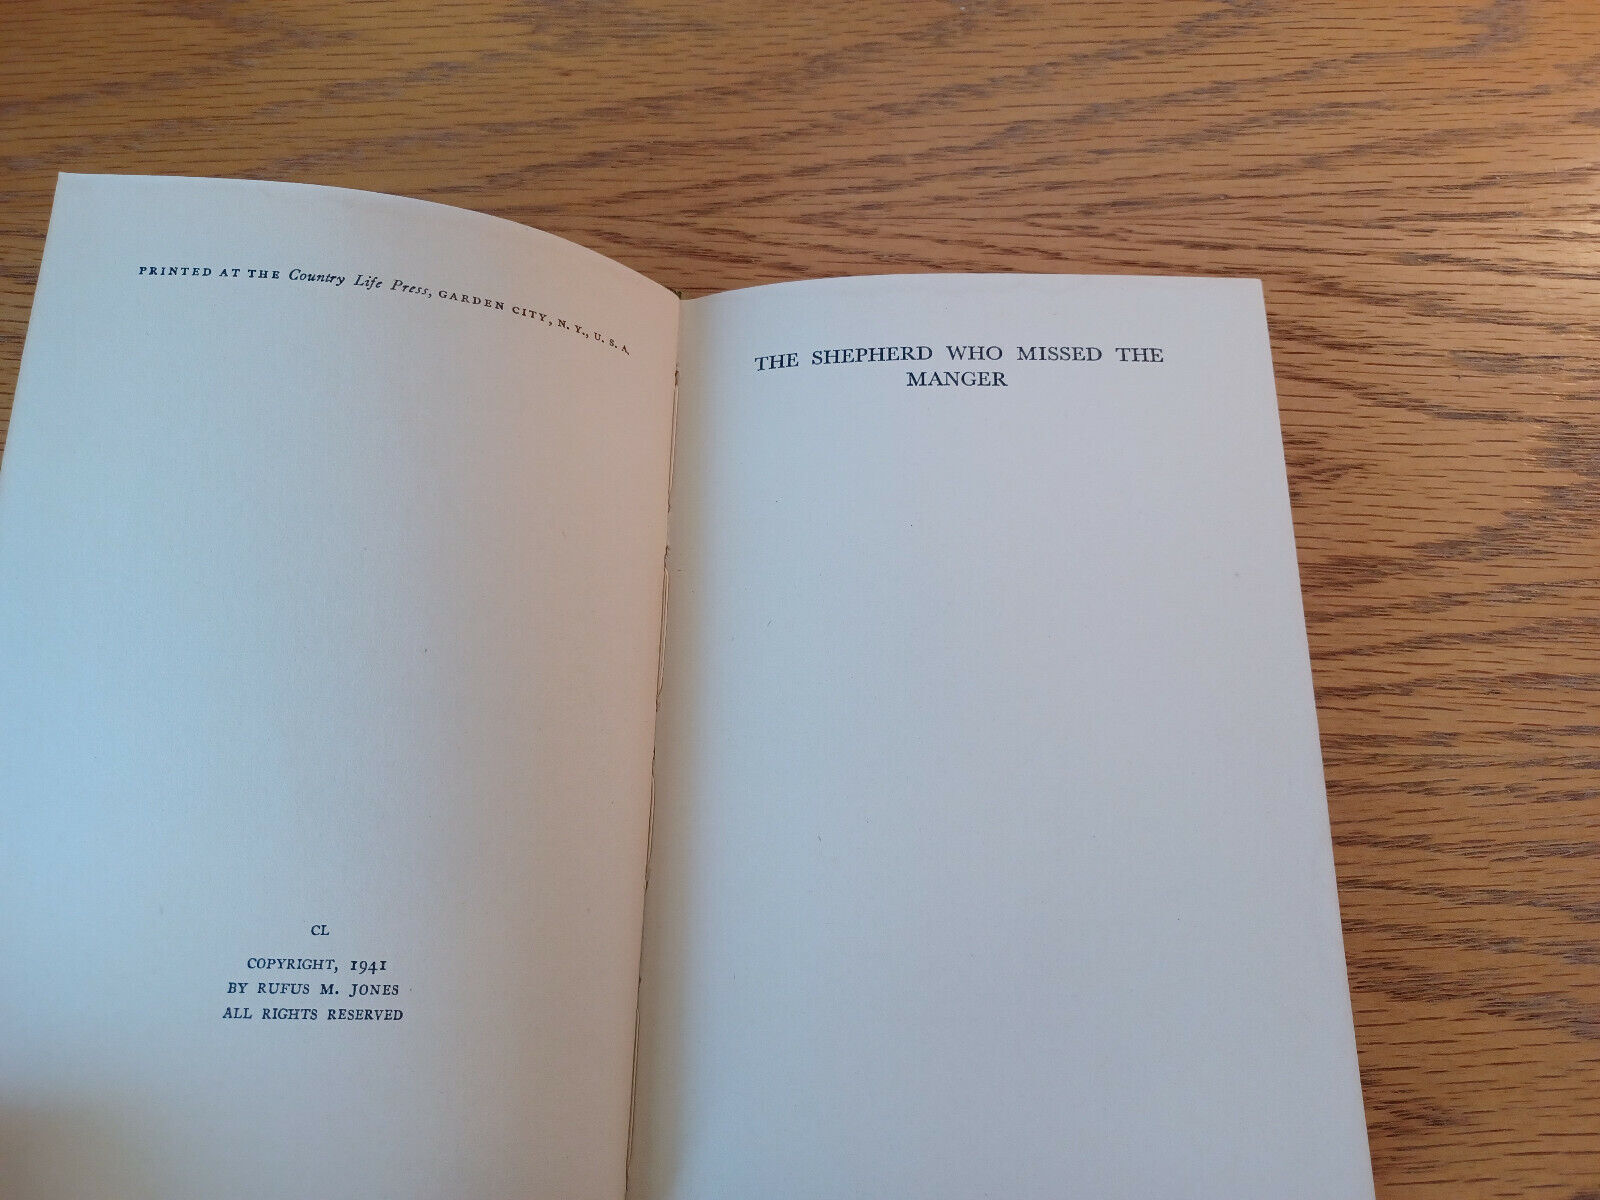 PRINTED AT THE Country Life Press, GARDEN CITY, N. Y., U. S. A.
CL
COPYRIGHT, 1941
BY RUFUS M. JONES
ALL RIGHTS RESERVED
THE SHEPHERD WHO MISSED THE
MANGER